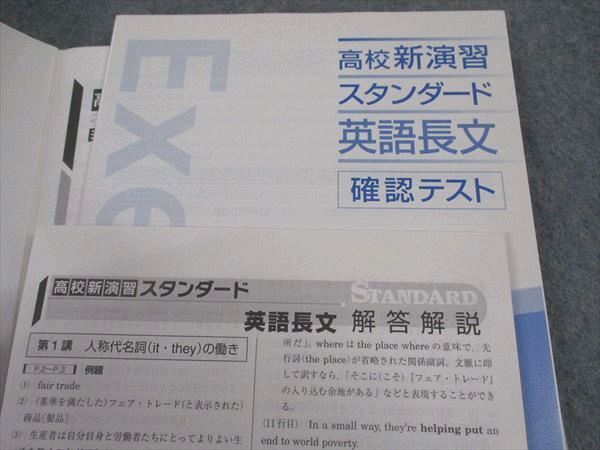 Exe
高校 新演習
スタンダード
英語長文
確認テスト
高校新演習 スタンダード
STANDARD
英語長文 解答解説
第1講 人称代名詞(it・they)の働き
P.2~P.3 例題
(1) fair trade
(2) (基準を満たした)フェア・トレード(と表示された)
商品[製品]
(3) 生産者は自分自身と労働者たちにとってよりよい生
所だ」。where は the place where の意味で、先
行詞(the place)が省略された関係副詞。文脈に即
して訳すなら、「そこに(こそ)『フェア・トレード』
の入り込む余地がある」などと表現することができ
る。
(11行目) In a small way, they're helping put an
end to world poverty.